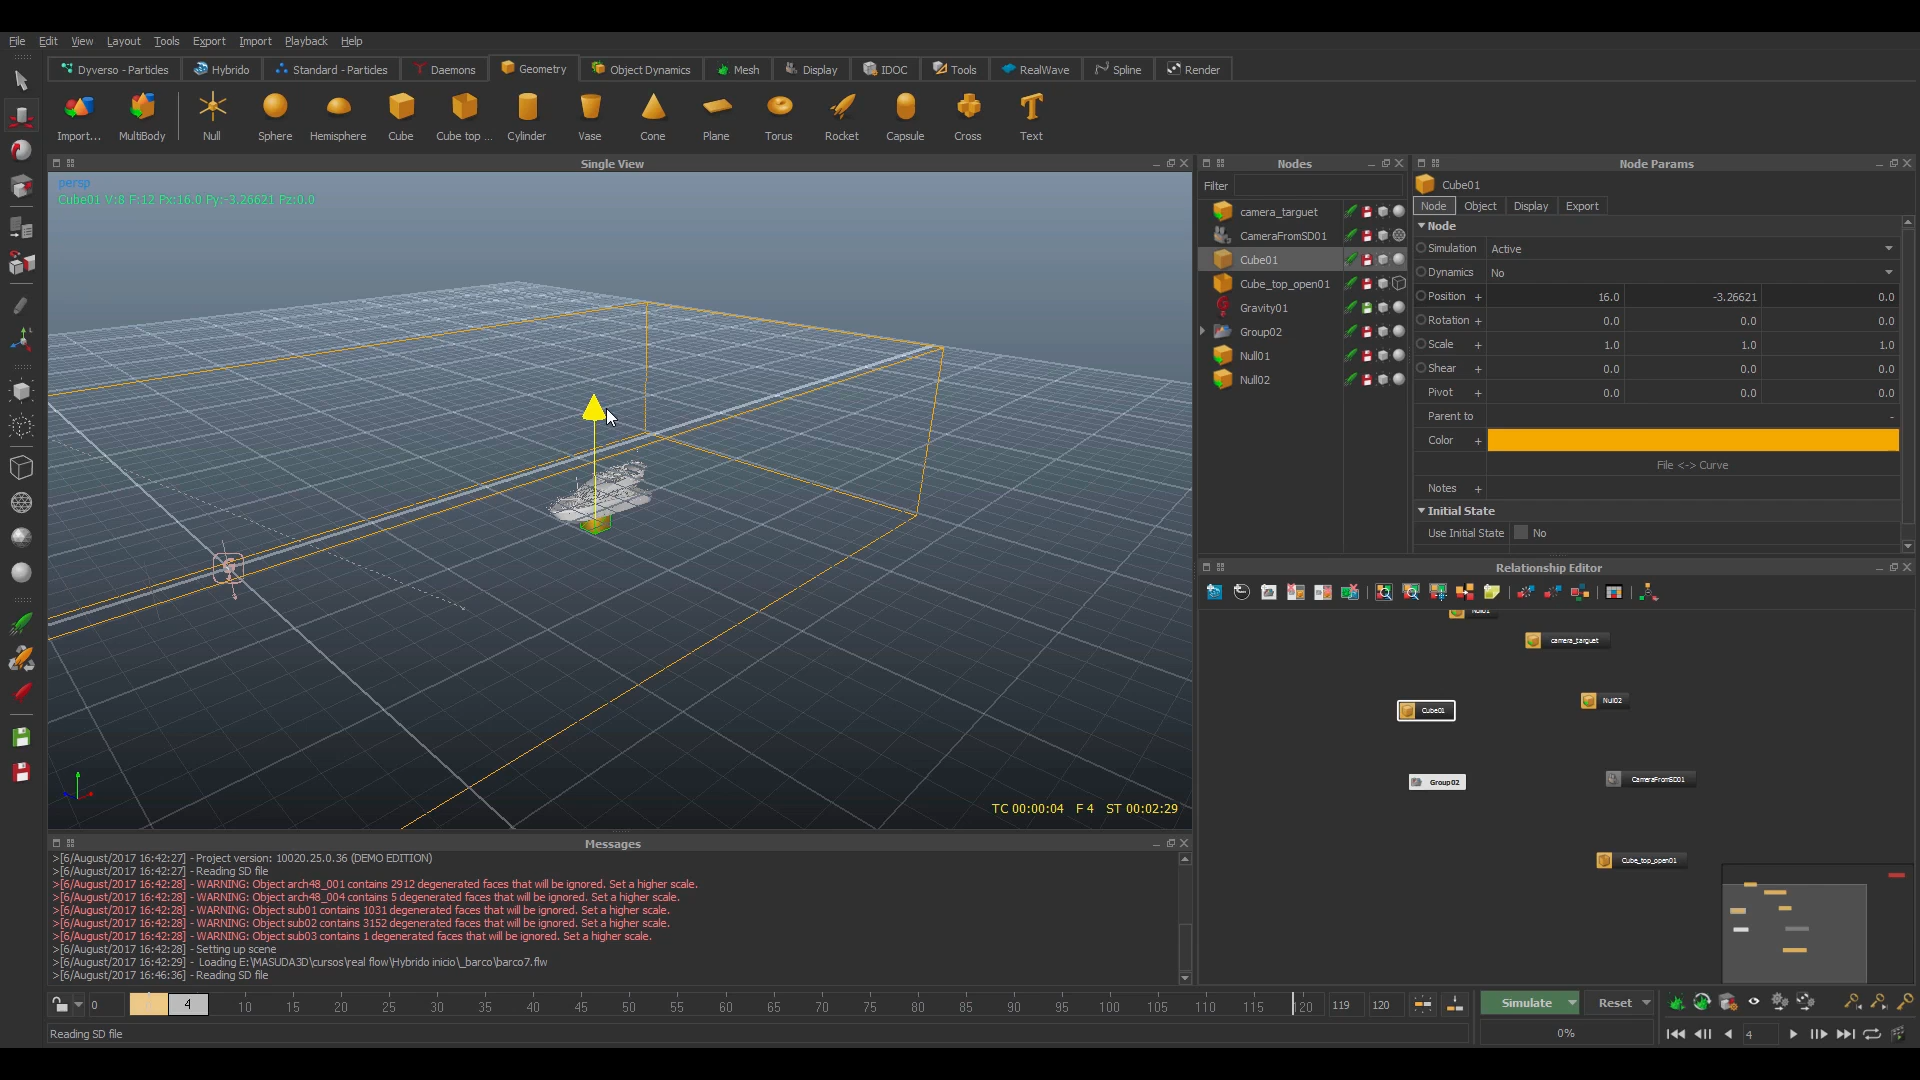 File Edit View Layout Tools Export Import Playback Help
Dyverso - Particles Hybrido Standard - Particles Daemons Geometry Object Dynamics Mesh Display IDOC Tools RealWave Spline Render
Import... MultiBody Null Sphere Hemisphere Cube Cube top ... Cylinder Vase Cone Plane Torus Rocket Capsule Cross Text
Single View
persp
Cube01 V:8 F:12 Px:16.0 Py:-3.26621 Pz:0.0
TC 00:00:04 F 4 ST 00:02:29
Nodes
Filter
camera_targuet
CameraFromSD01
Cube01
Cube_top_open01
Gravity01
Group02
Null01
Null02
Node Params
Cube01
Node Object Display Export
Node
Simulation Active
Dynamics No
Position + 16.0 -3.26621 0.0
Rotation + 0.0 0.0 0.0
Scale + 1.0 1.0 1.0
Shear + 0.0 0.0 0.0
Pivot + 0.0 0.0 0.0
Parent to -
Color +
File <-> Curve
Notes +
Initial State
Use Initial State No
Relationship Editor
Null01
camera_targuet
Null02
Cube01
Group02
CameraFromSD01
Cube_top_open01
Messages
>[6/August/2017 16:42:27] - Project version: 10020.25.0.36 (DEMO EDITION)
>[6/August/2017 16:42:27] - Reading SD file
>[6/August/2017 16:42:28] - WARNING: Object arch48_001 contains 2912 degenerated faces that will be ignored. Set a higher scale.
>[6/August/2017 16:42:28] - WARNING: Object arch48_004 contains 5 degenerated faces that will be ignored. Set a higher scale.
>[6/August/2017 16:42:28] - WARNING: Object sub01 contains 1031 degenerated faces that will be ignored. Set a higher scale.
>[6/August/2017 16:42:28] - WARNING: Object sub02 contains 3152 degenerated faces that will be ignored. Set a higher scale.
>[6/August/2017 16:42:28] - WARNING: Object sub03 contains 1 degenerated faces that will be ignored. Set a higher scale.
>[6/August/2017 16:42:28] - Setting up scene
>[6/August/2017 16:42:29] - Loading E:\MASUDA3D\cursos\real flow\Hybrido inicio\_barco\barco7.flw
>[6/August/2017 16:46:36] - Reading SD file
0 4 10 15 20 25 30 35 40 45 50 55 60 65 70 75 80 85 90 95 100 105 110 115 120 119 120
Simulate Reset
Reading SD file
0%
4